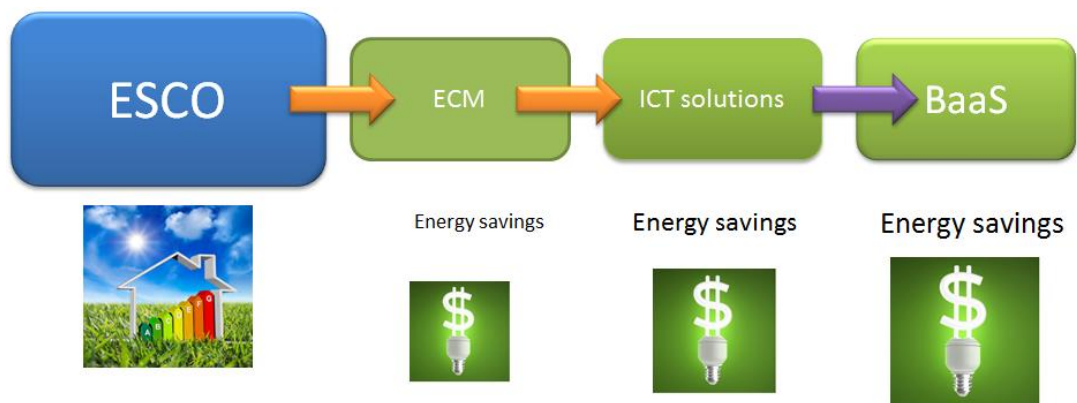 ESCO
ECM
ICT solutions
BaaS
Energy savings
Energy savings
Energy savings
A
B
C
D
E
F
G
$
$
$